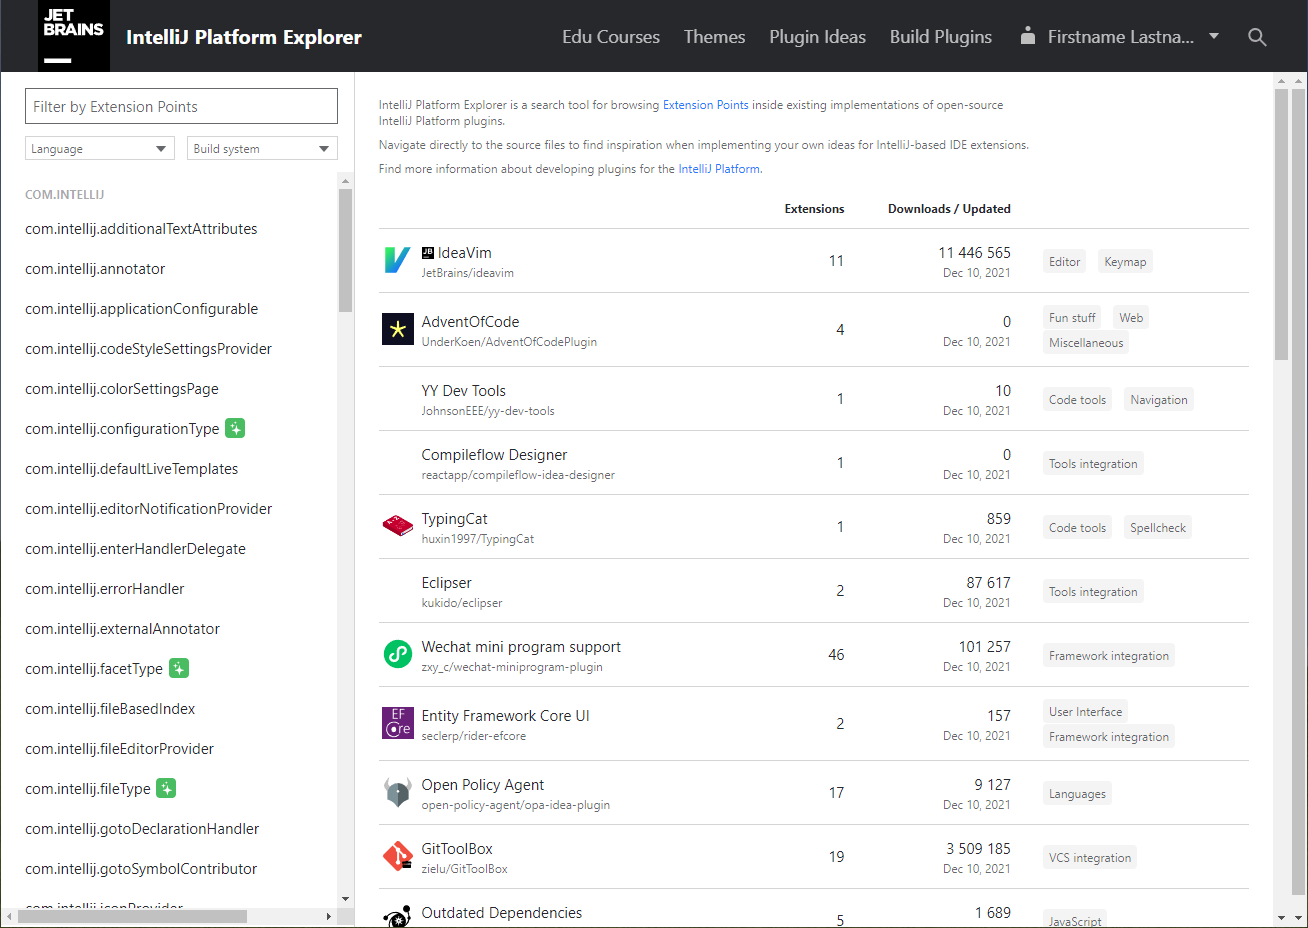 JET
BRAINS
IntelliJ Platform Explorer
Edu Courses
Themes
Plugin Ideas
Build Plugins
Firstname Lastna...
Filter by Extension Points
Language
Build system
COM.INTELLIJ
com.intellij.additionalTextAttributes
com.intellij.annotator
com.intellij.applicationConfigurable
com.intellij.codeStyleSettingsProvider
com.intellij.colorSettingsPage
com.intellij.configurationType
com.intellij.defaultLiveTemplates
com.intellij.editorNotificationProvider
com.intellij.enterHandlerDelegate
com.intellij.errorHandler
com.intellij.externalAnnotator
com.intellij.facetType
com.intellij.fileBasedIndex
com.intellij.fileEditorProvider
com.intellij.fileType
com.intellij.gotoDeclarationHandler
com.intellij.gotoSymbolContributor
com.intellij.iconProvider
IntelliJ Platform Explorer is a search tool for browsing Extension Points inside existing implementations of open-source
IntelliJ Platform plugins.
Navigate directly to the source files to find inspiration when implementing your own ideas for IntelliJ-based IDE extensions.
Find more information about developing plugins for the IntelliJ Platform.
Extensions
Downloads / Updated
JB IdeaVim
JetBrains/ideavim
11
11 446 565
Dec 10, 2021
Editor
Keymap
AdventOfCode
UnderKoen/AdventOfCodePlugin
4
0
Dec 10, 2021
Fun stuff
Web
Miscellaneous
YY Dev Tools
JohnsonEEE/yy-dev-tools
1
10
Dec 10, 2021
Code tools
Navigation
Compileflow Designer
reactapp/compileflow-idea-designer
1
0
Dec 10, 2021
Tools integration
TypingCat
huxin1997/TypingCat
1
859
Dec 10, 2021
Code tools
Spellcheck
Eclipser
kukido/eclipser
2
87 617
Dec 10, 2021
Tools integration
Wechat mini program support
zxy_c/wechat-miniprogram-plugin
46
101 257
Dec 10, 2021
Framework integration
EF
Core
Entity Framework Core UI
seclerp/rider-efcore
2
157
Dec 10, 2021
User Interface
Framework integration
Open Policy Agent
open-policy-agent/opa-idea-plugin
17
9 127
Dec 10, 2021
Languages
GitToolBox
zielu/GitToolBox
19
3 509 185
Dec 10, 2021
VCS integration
Outdated Dependencies
5
1 689
JavaScript